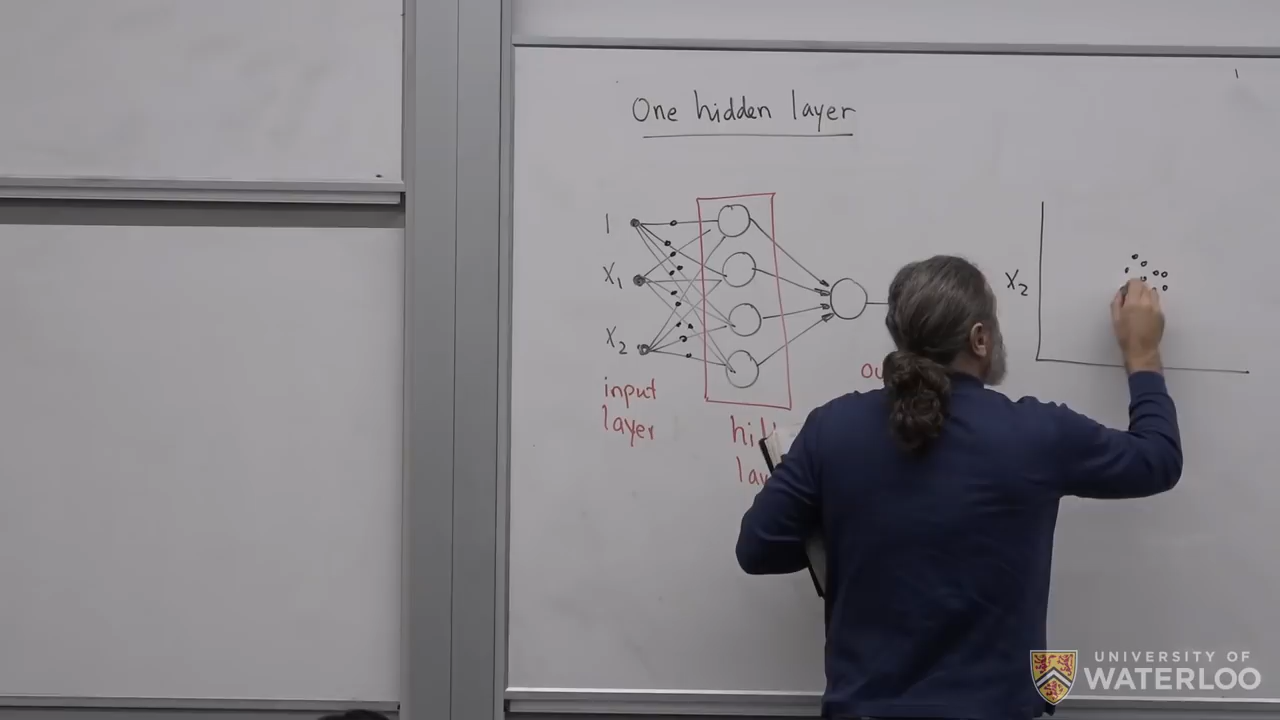 One hidden layer
1
X₁
X₂
input
layer
X₂
UNIVERSITY OF
WATERLOO